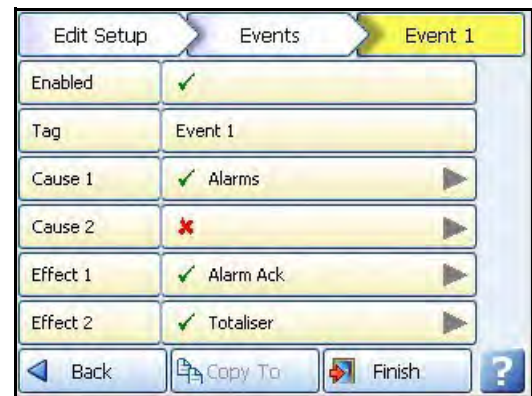 Edit Setup Events Event 1
Enabled
Tag Event 1
Cause 1 Alarms
Cause 2
Effect 1 Alarm Ack
Effect 2 Totaliser
Back Copy To Finish ?